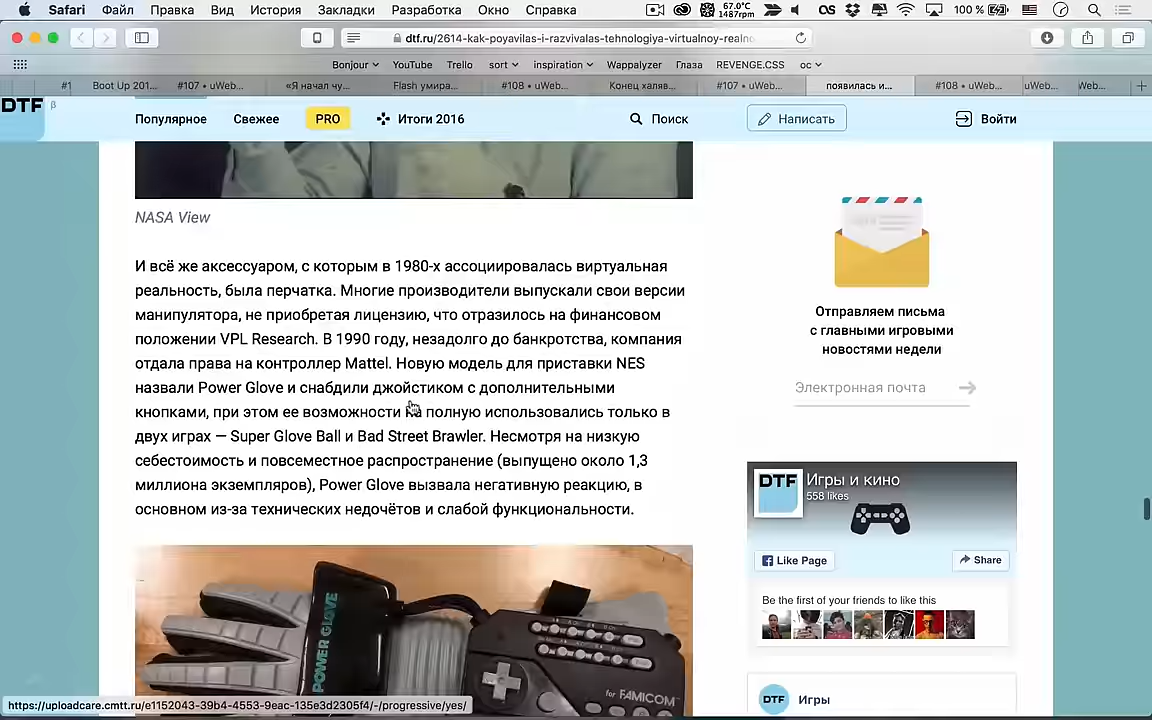 Safari Файл Правка Вид История Закладки Разработка Окно Справка
67.0°C
1487rpm
100 %
dtf.ru/2614-kak-poyavilas-i-razvivalas-tehnologiya-virtualnoy-realno
Bonjour YouTube Trello sort inspiration Wappalyzer Глаза REVENGE.CSS ос
#1 Boot Up 201... #107 – uWeb... «Я начал чу... Flash умира... #108 – uWeb... Конец халяв... #107 – uWeb... появилась и... #108 – uWeb... uWeb... Web...
DTF β
Популярное Свежее PRO Итоги 2016 Поиск Написать Войти
NASA View
И всё же аксессуаром, с которым в 1980-х ассоциировалась виртуальная
реальность, была перчатка. Многие производители выпускали свои версии
манипулятора, не приобретая лицензию, что отразилось на финансовом
положении VPL Research. В 1990 году, незадолго до банкротства, компания
отдала права на контроллер Mattel. Новую модель для приставки NES
назвали Power Glove и снабдили джойстиком с дополнительными
кнопками, при этом ее возможности на полную использовались только в
двух играх — Super Glove Ball и Bad Street Brawler. Несмотря на низкую
себестоимость и повсеместное распространение (выпущено около 1,3
миллиона экземпляров), Power Glove вызвала негативную реакцию, в
основном из-за технических недочётов и слабой функциональности.
POWER GLOVE
for FAMICOM
https://uploadcare.cmtt.ru/e1152043-39b4-4553-9eac-135e3d2305f4/-/progressive/yes/
Отправляем письма
с главными игровыми
новостями недели
Электронная почта
DTF
Игры и кино
558 likes
Like Page Share
Be the first of your friends to like this
DTF Игры